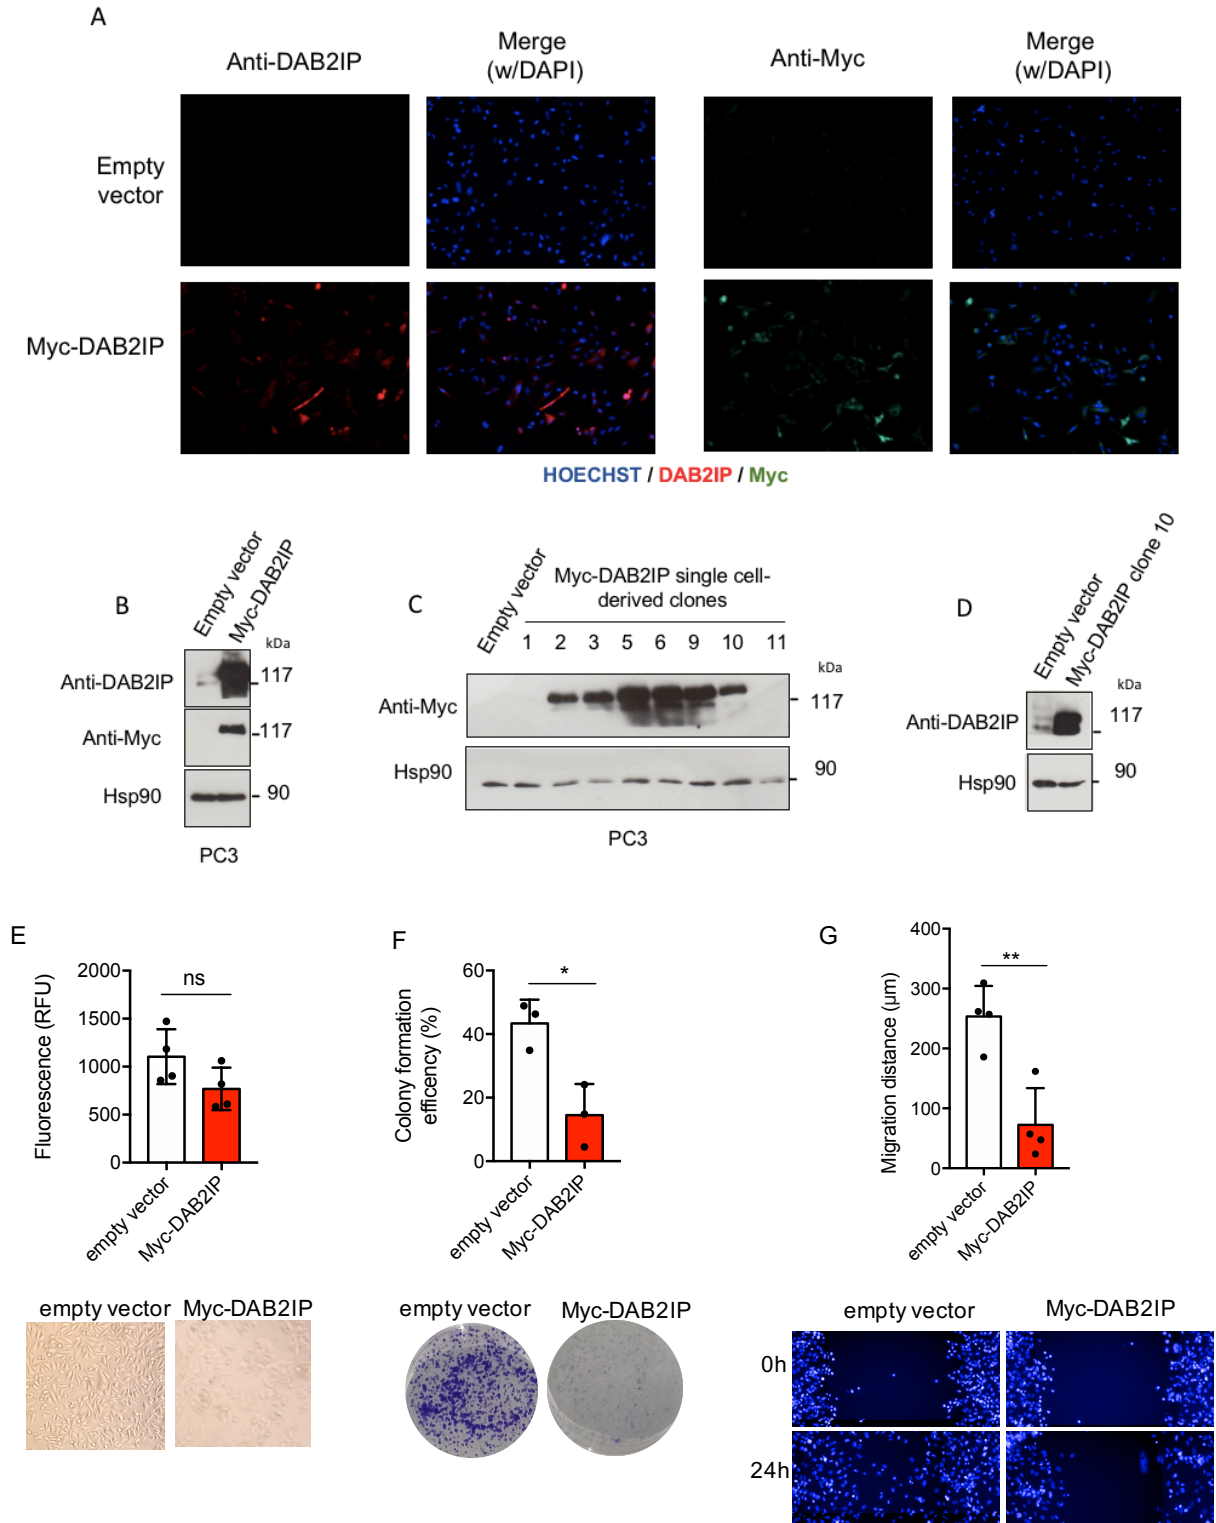 A
Anti-DAB2IP
Merge
(w/DAPI)
Anti-Myc
Merge
(w/DAPI)
Empty
vector
Myc-DAB2IP
HOECHST / DAB2IP / Myc
B
Empty vector
Myc-DAB2IP
kDa
Anti-DAB2IP
117
Anti-Myc
117
Hsp90
90
PC3
C
Empty vector
Myc-DAB2IP single cell-
derived clones
1 2 3 5 6 9 10 11
kDa
Anti-Myc
117
Hsp90
90
PC3
D
Empty vector
Myc-DAB2IP clone 10
kDa
Anti-DAB2IP
117
Hsp90
90
E
Fluorescence (RFU)
2000
1500
1000
500
0
ns
empty vector
Myc-DAB2IP
empty vector
Myc-DAB2IP
F
Colony formation
efficency (%)
60
40
20
0
*
empty vector
Myc-DAB2IP
empty vector
Myc-DAB2IP
G
Migration distance (µm)
400
300
200
100
0
**
empty vector
Myc-DAB2IP
empty vector
Myc-DAB2IP
0h
24h